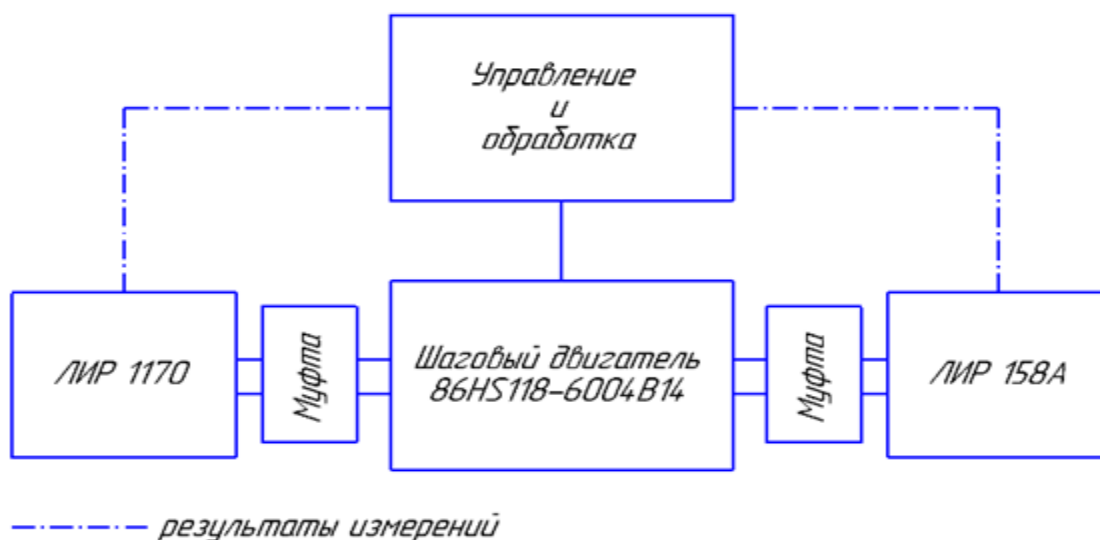 Управление
и
обработка
ЛИР 1170
Муфта
Шаговый двигатель
86HS118-6004B14
Муфта
ЛИР 158А
результаты измерений